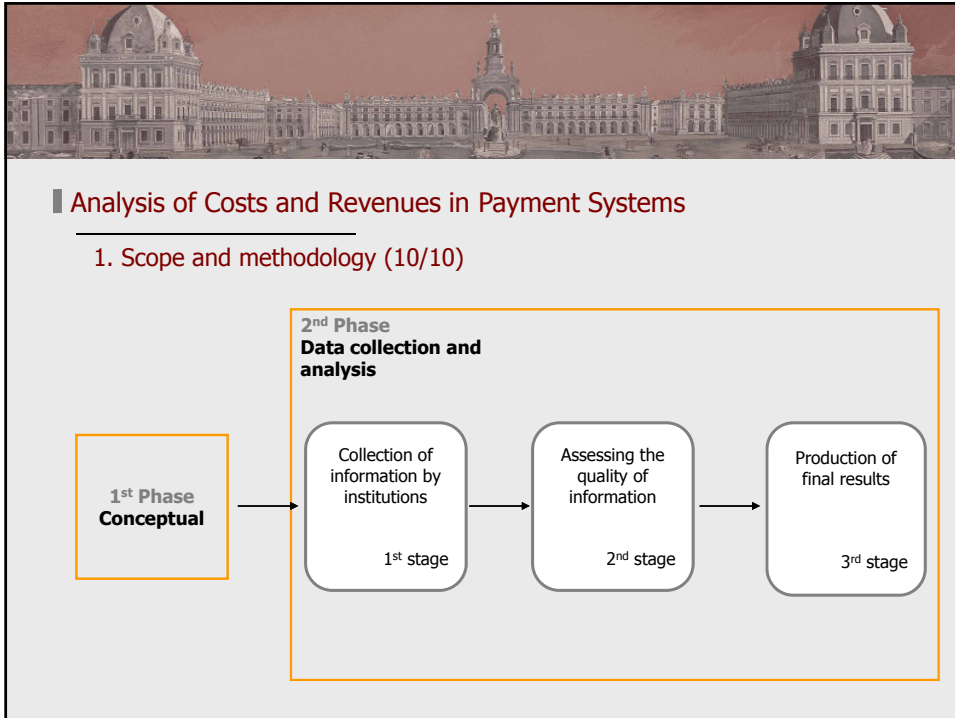 Analysis of Costs and Revenues in Payment Systems
1. Scope and methodology (10/10)
2nd Phase
Data collection and
analysis
1st Phase
Conceptual
Collection of
information by
institutions
1st stage
Assessing the
quality of
information
2nd stage
Production of
final results
3rd stage